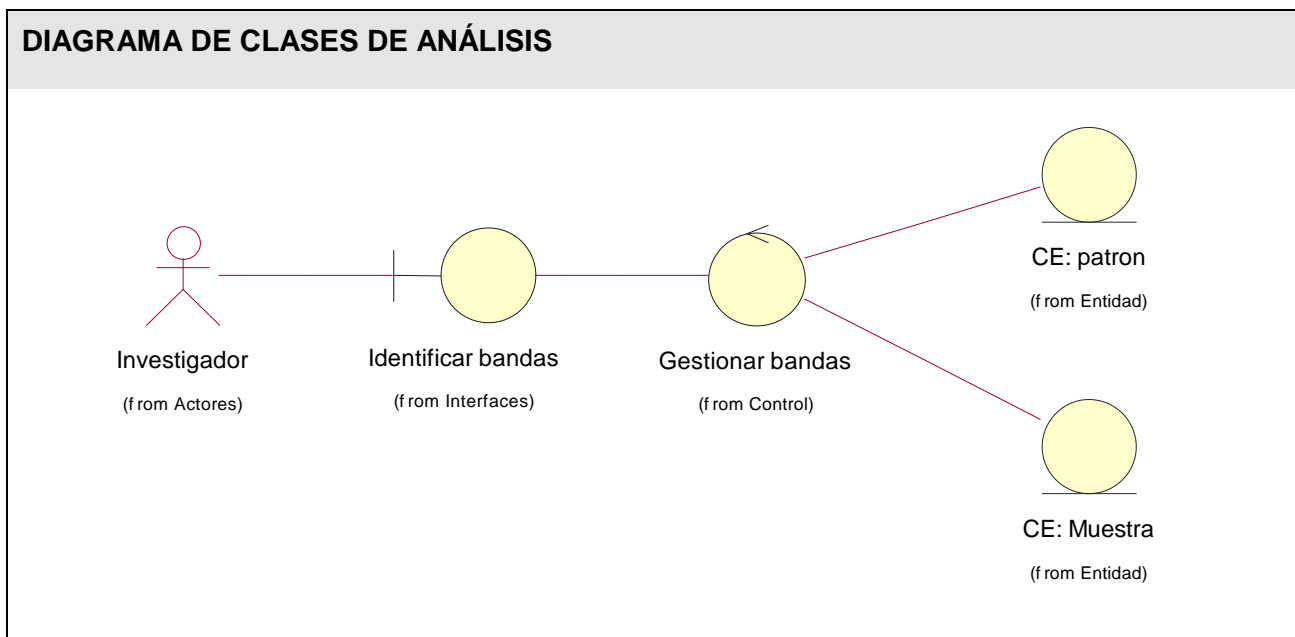 DIAGRAMA DE CLASES DE ANÁLISIS
CE: patron
(f rom Entidad)
Investigador
(f rom Actores)
Identificar bandas
(f rom Interfaces)
Gestionar bandas
(f rom Control)
CE: Muestra
(f rom Entidad)